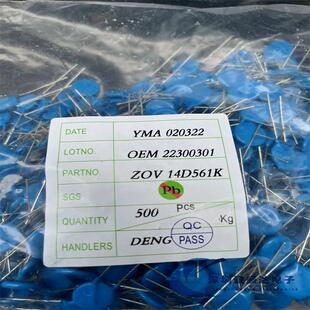 DATE YMA 020322
LOTNO. OEM 22300301
PARTNO. ZOV 14D561K
SGS Pb
QUANTITY 500 Pcs Kg
HANDLERS DENG QC PASS